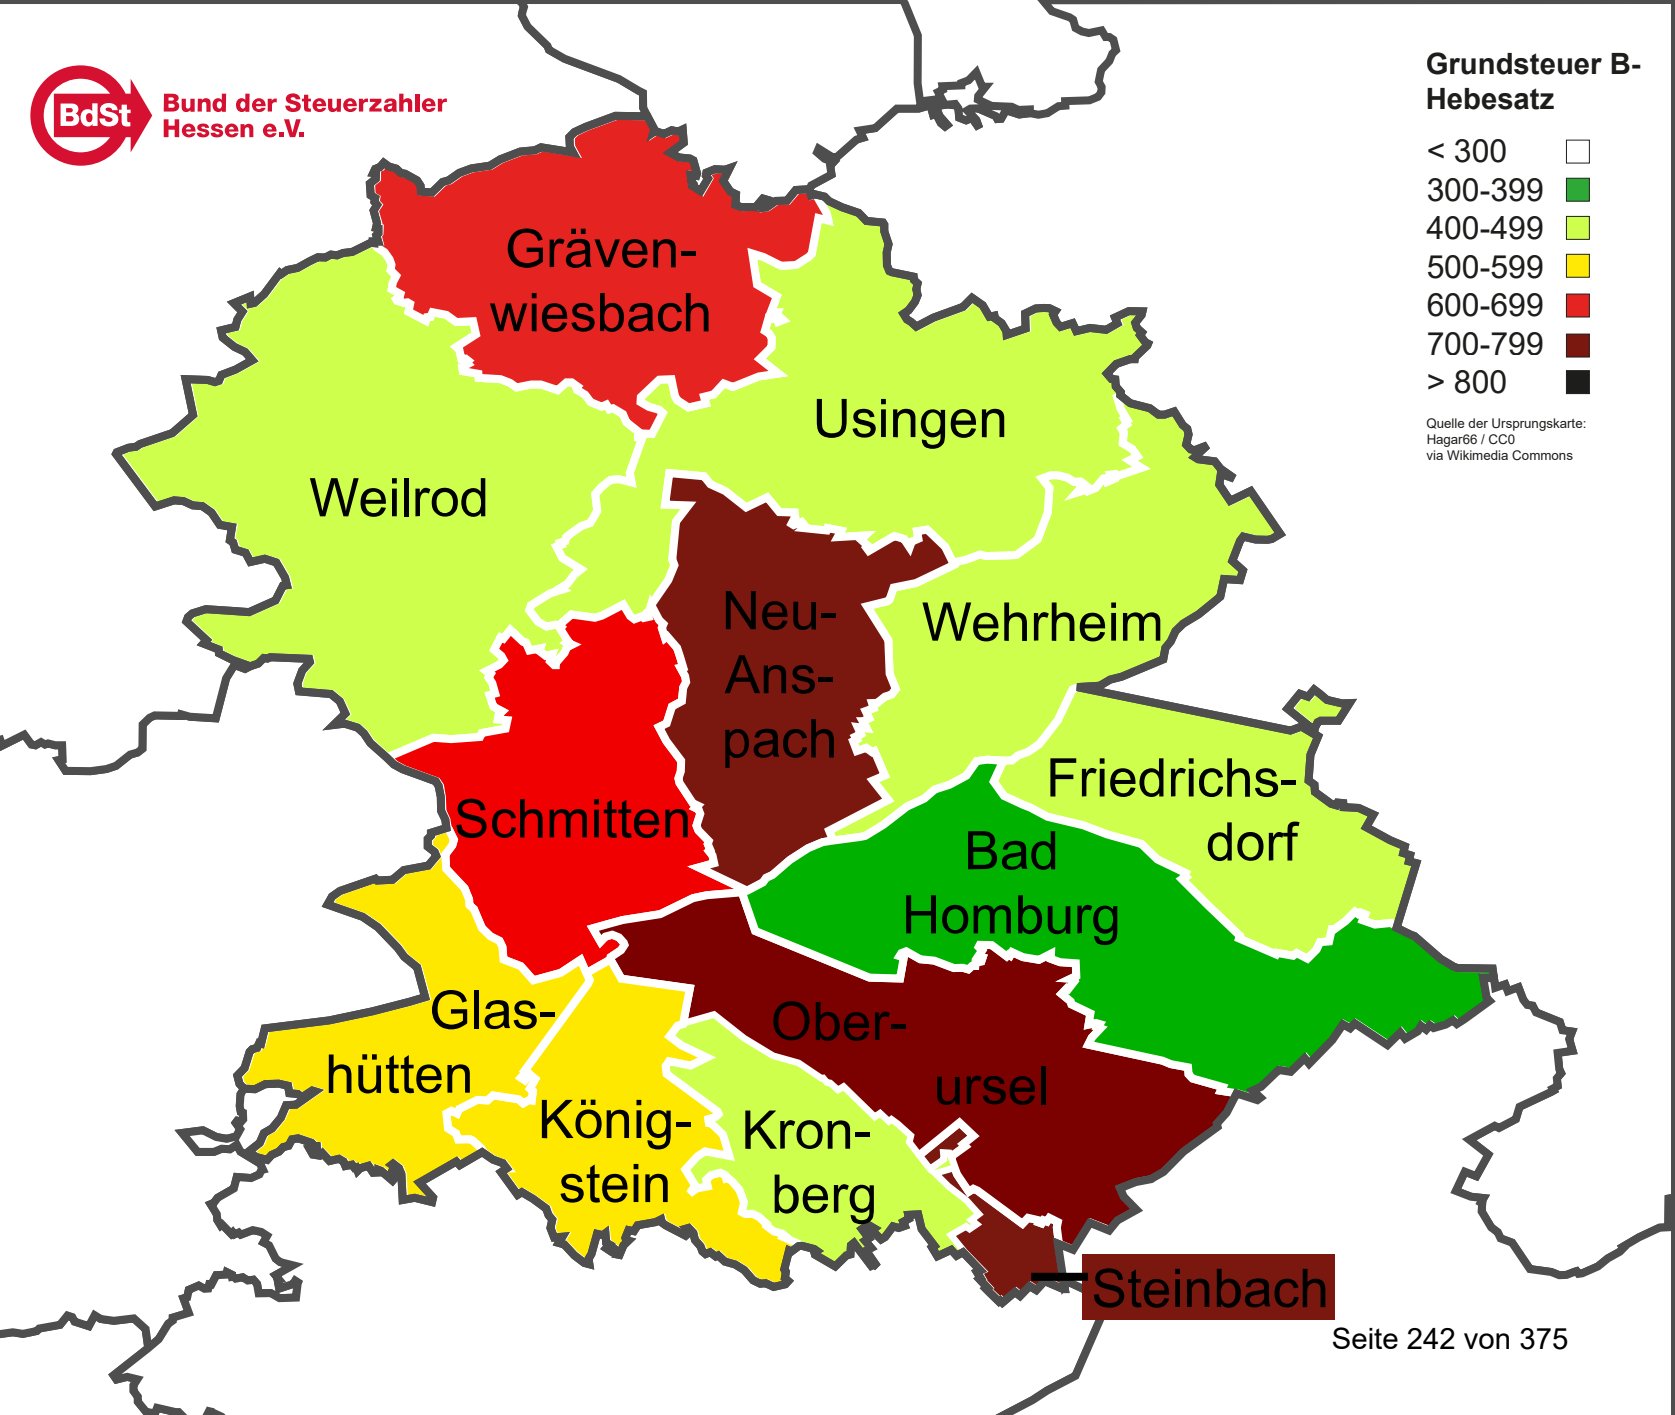 BdSt
Bund der Steuerzahler
Hessen e.V.
Grundsteuer B-
Hebesatz
< 300
300-399
400-499
500-599
600-699
700-799
> 800
Quelle der Ursprungskarte:
Hagar66 / CC0
via Wikimedia Commons
Gräven-
wiesbach
Usingen
Weilrod
Neu-
Ans-
pach
Wehrheim
Schmitten
Friedrichs-
dorf
Bad
Homburg
Glas-
hütten
Ober-
ursel
König-
stein
Kron-
berg
Steinbach
Seite 242 von 375